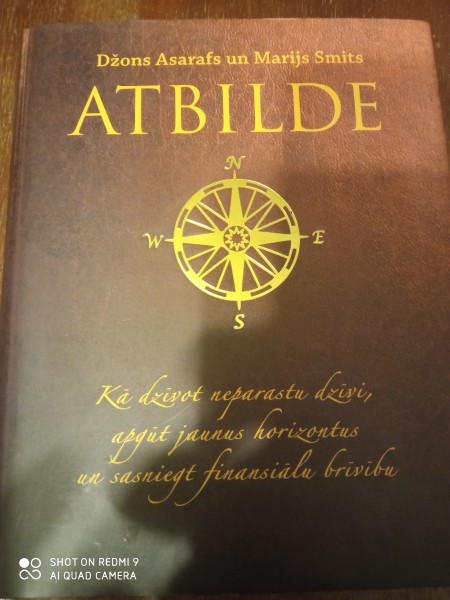 Džons Asarafs un Marijs Smits
ATBILDE
N
W E
S
Kā dzīvot neparastu dzīvi,
apgūt jaunus horizontus
un sasniegt finansiālu brīvību
SHOT ON REDMI 9
AI QUAD CAMERA